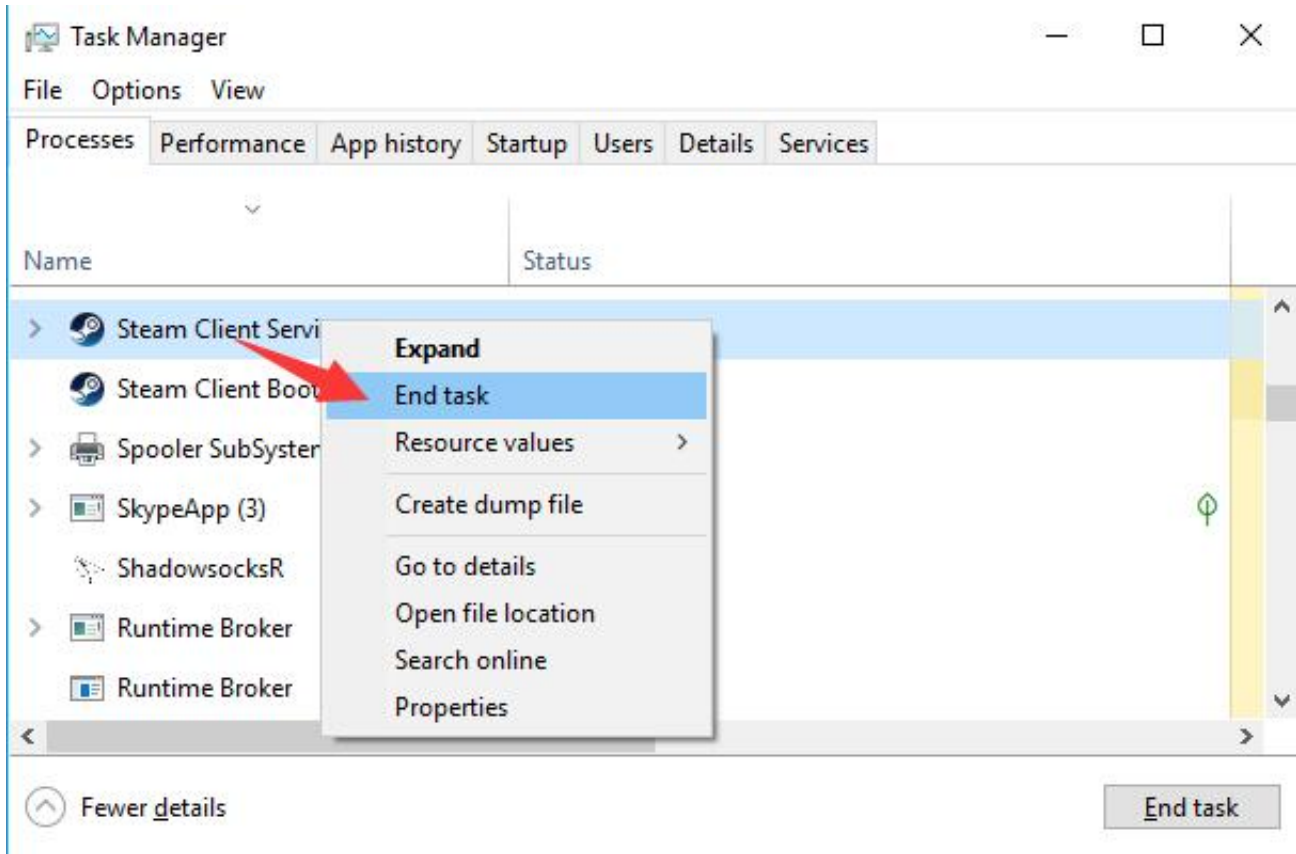 Task Manager
File Options View
Processes Performance App history Startup Users Details Services
Name Status
Steam Client Servi
Steam Client Boot
Spooler SubSystem
SkypeApp (3)
ShadowsocksR
Runtime Broker
Runtime Broker
Expand
End task
Resource values
Create dump file
Go to details
Open file location
Search online
Properties
Fewer details
End task